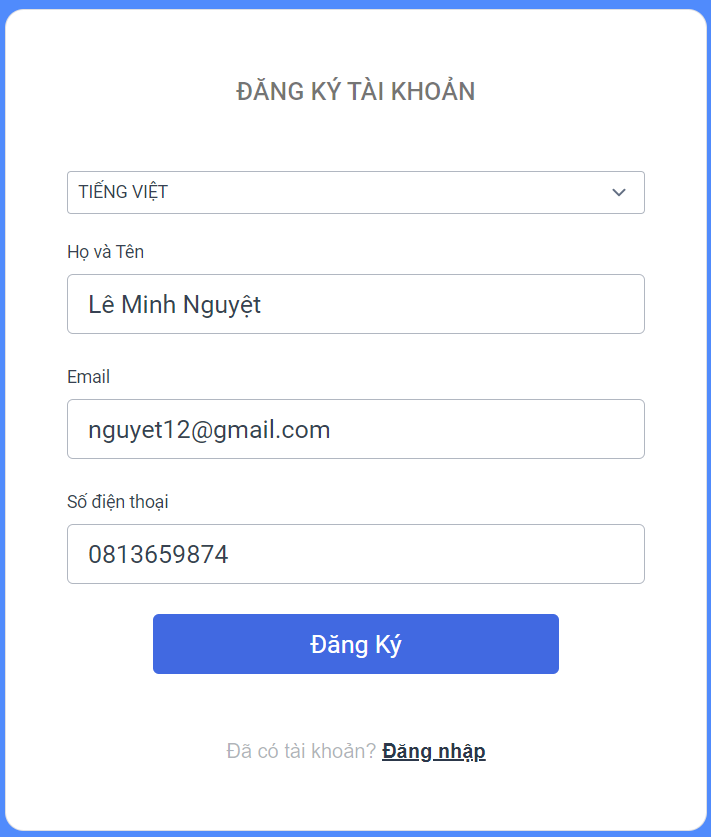 ĐĂNG KÝ TÀI KHOẢN
TIẾNG VIỆT
Họ và Tên
Lê Minh Nguyệt
Email
nguyet12@gmail.com
Số điện thoại
0813659874
Đăng Ký
Đã có tài khoản? Đăng nhập